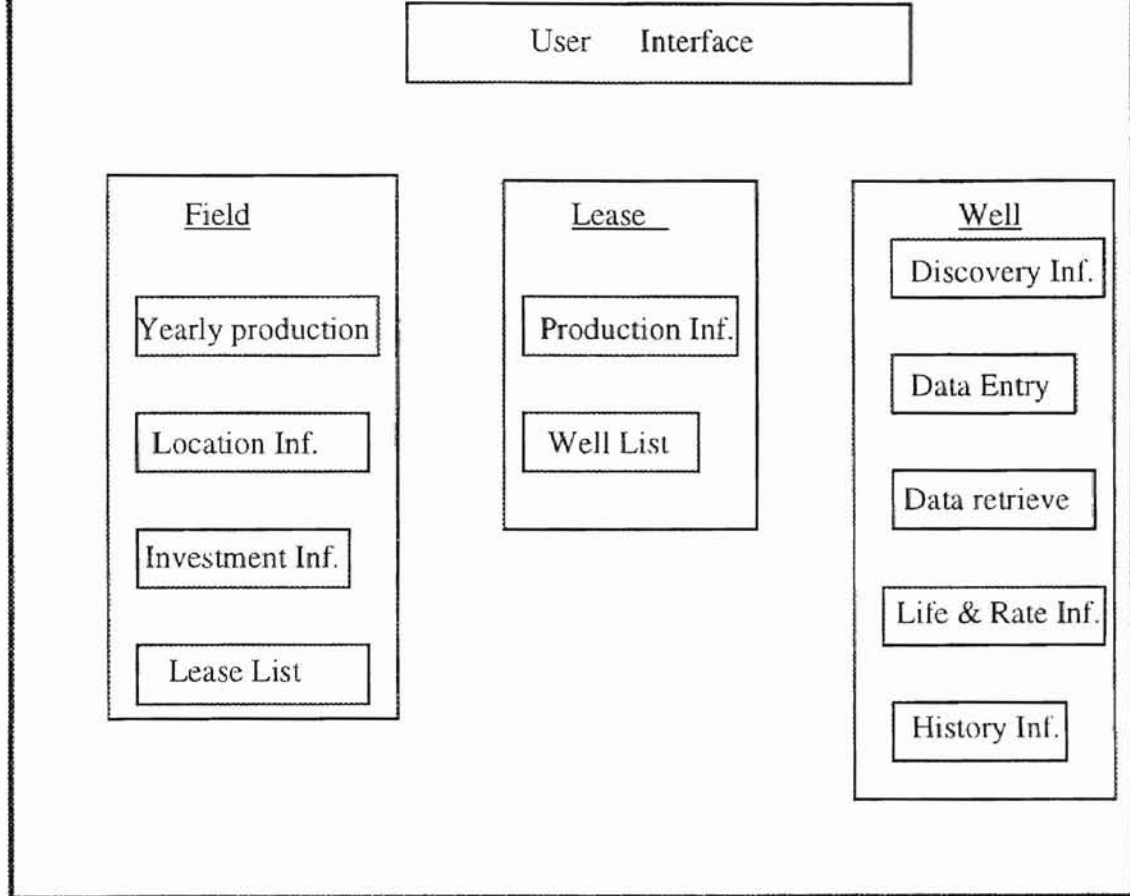 User Interface
Field
Yearly production
Location Inf.
Investment Inf.
Lease List
Lease
Production Inf.
Well List
Well
Discovery Inf.
Data Entry
Data retrieve
Life & Rate Inf.
History Inf.